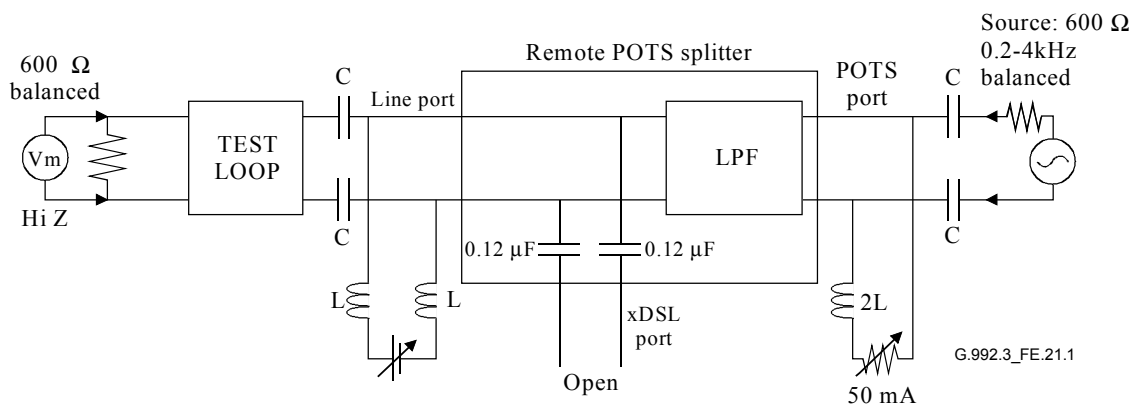 Source: 600 Ω
0.2-4kHz
balanced
Remote POTS splitter
600 Ω
balanced
C
Line port
POTS
port
C
Vm
TEST
LOOP
LPF
Hi Z
C
C
0.12 µF
0.12 µF
L
L
2L
xDSL
port
Open
50 mA
G.992.3_FE.21.1